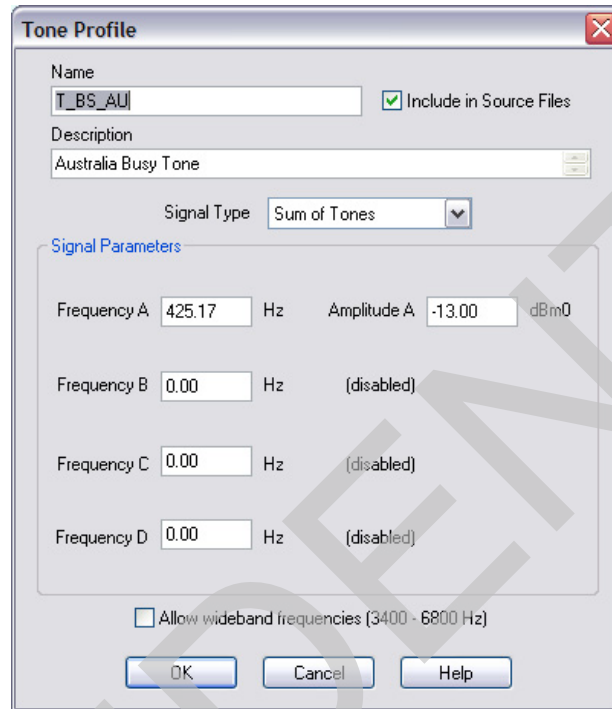 Tone Profile
Name
T_BS_AU
Include in Source Files
Description
Australia Busy Tone
Signal Type Sum of Tones
Signal Parameters
Frequency A 425.17 Hz Amplitude A -13.00 dBm0
Frequency B 0.00 Hz (disabled)
Frequency C 0.00 Hz (disabled)
Frequency D 0.00 Hz (disabled)
Allow wideband frequencies (3400 - 6800 Hz)
OK Cancel Help